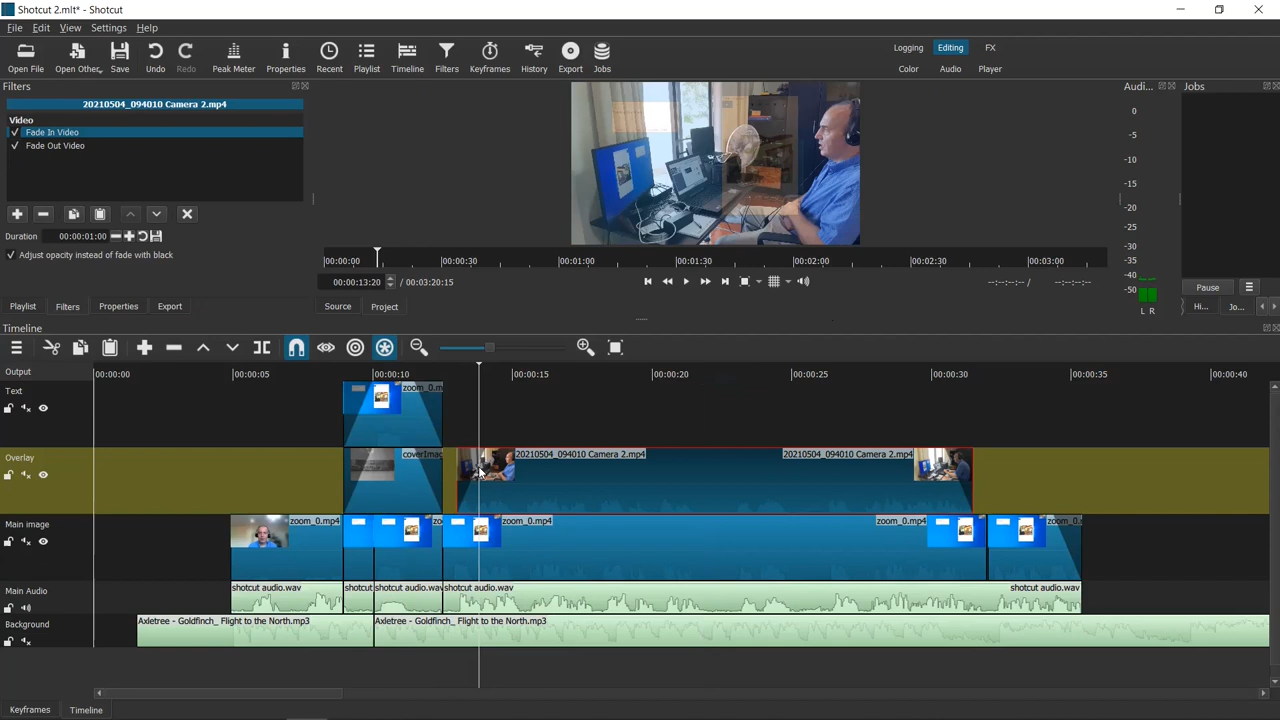 Shotcut 2.mlt* - Shotcut
File Edit View Settings Help
Open File Open Other.. Save Undo Redo Peak Meter Properties Recent Playlist Timeline Filters Keyframes History Export Jobs
Logging Editing FX
Color Audio Player
Filters
20210504_094010 Camera 2.mp4
Video
Fade In Video
Fade Out Video
Duration 00:00:01:00
Adjust opacity instead of fade with black
Playlist Filters Properties Export
|00:00:00 |00:00:30 |00:01:00 |00:01:30 |00:02:00 |00:02:30 |00:03:00
00:00:13:20 / 00:03:20:15
--:--:--:-- / --:--:--:--
Source Project
Audi...
0
-5
-10
-15
-20
-25
-30
-35
-40
-50
L R
Jobs
Pause
Hi... Jo...
Timeline
Output
|00:00:00 |00:00:05 |00:00:10 |00:00:15 |00:00:20 |00:00:25 |00:00:30 |00:00:35 |00:00:40
Text
zoom_0.m
Overlay
coverImag
20210504_094010 Camera 2.mp4 20210504_094010 Camera 2.mp4
Main image
zoom_0.mp4 zo zoom_0.mp4 zoom_0.mp4 zoom_0.
Main Audio
shotcut audio.wav shotcut shotcut audio.wav shotcut audio.wav shotcut audio.wav
Background
Axletree - Goldfinch_ Flight to the North.mp3 Axletree - Goldfinch_ Flight to the North.mp3
Keyframes Timeline